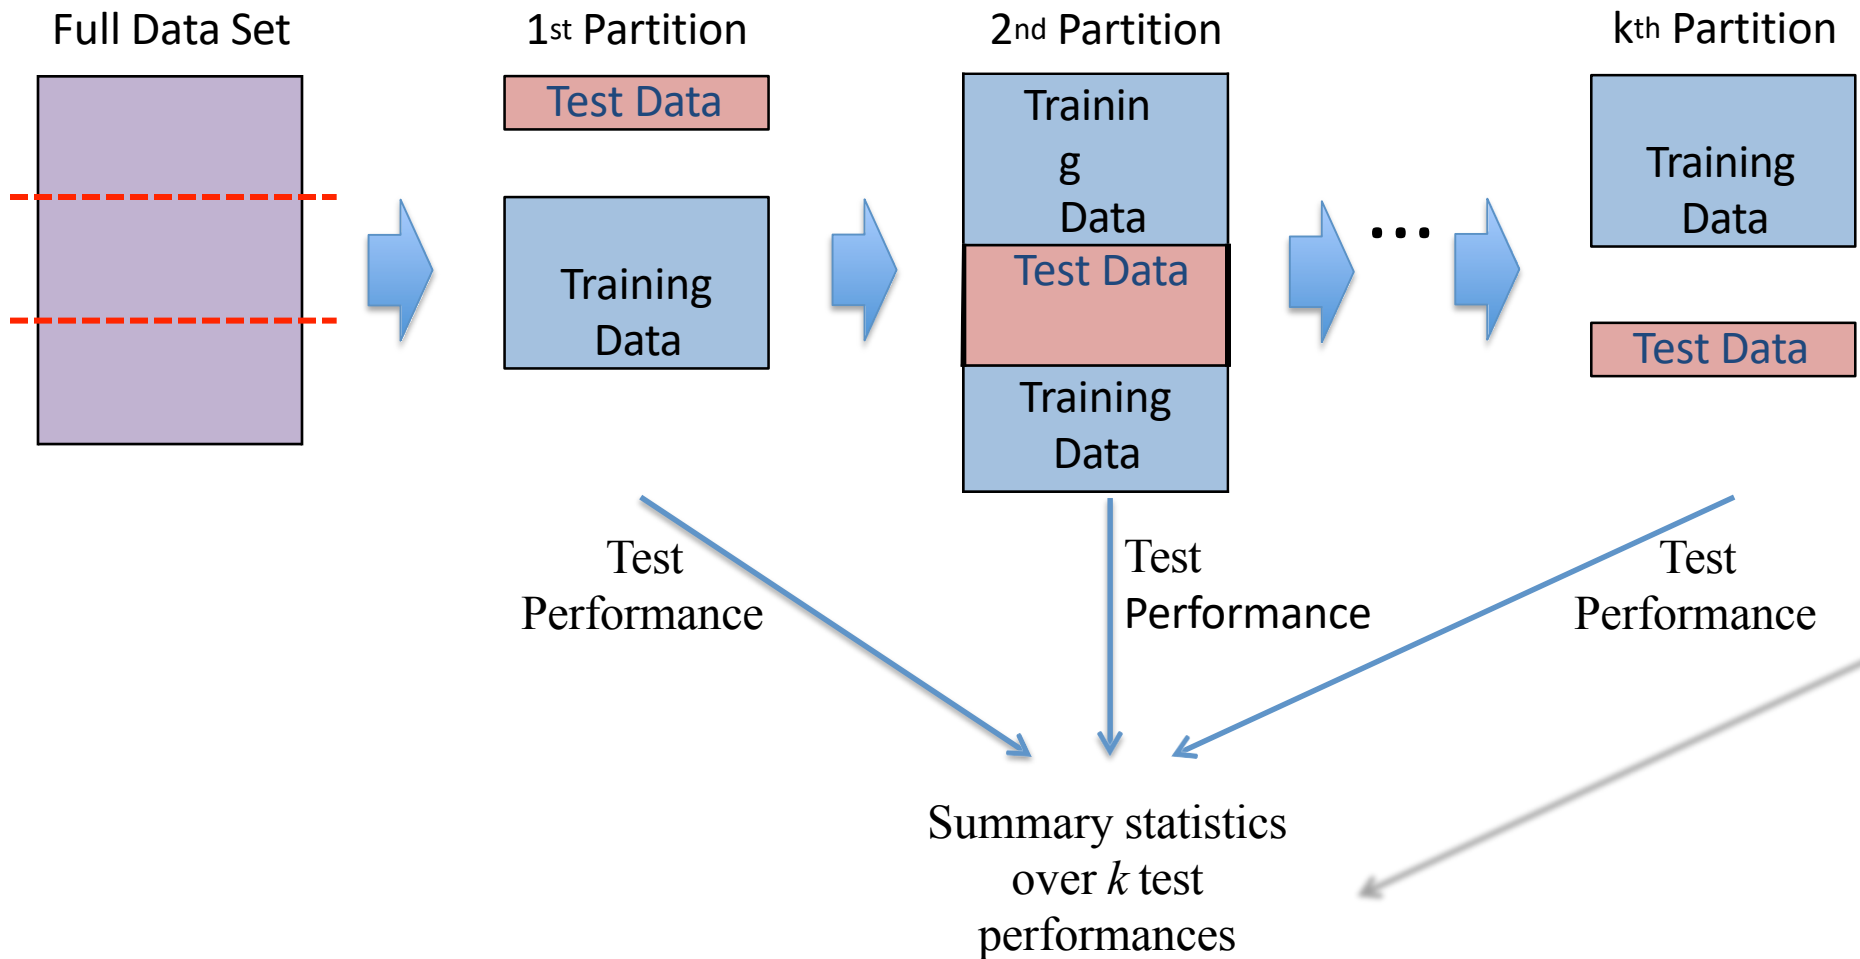 Full Data Set
1st Partition
2nd Partition
kth Partition
Test Data
Training
Data
Trainin
g
Data
Test Data
Training
Data
...
Training
Data
Test Data
Test
Performance
Test
Performance
Test
Performance
Summary statistics
over k test
performances